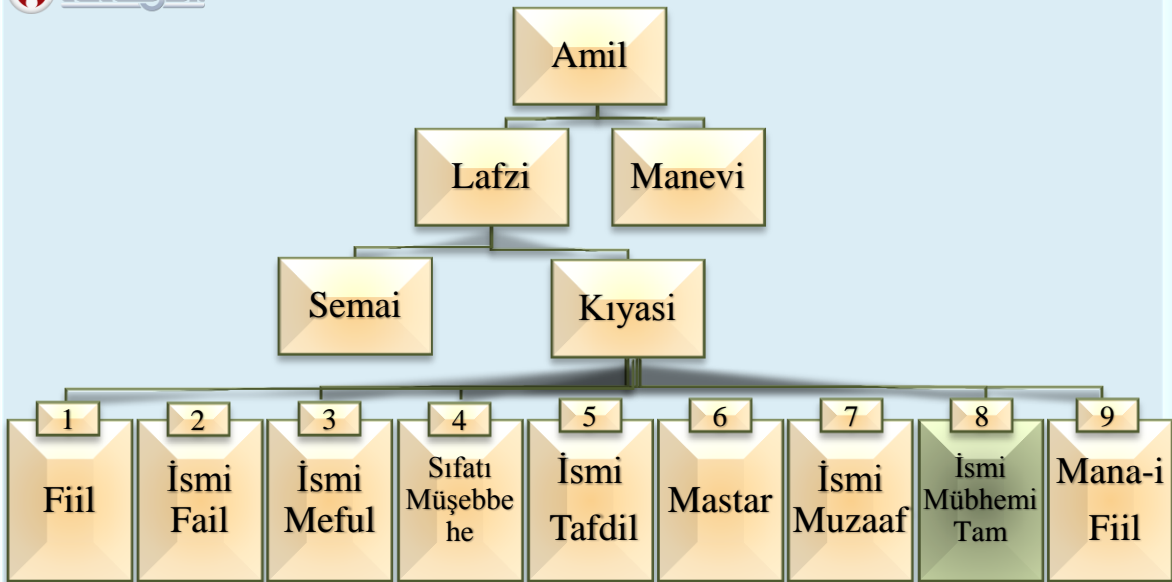 Amil
Lafzi
Manevi
Semai
Kıyasi
1
2
3
4
5
6
7
8
9
Fiil
İsmi
Fail
İsmi
Meful
Sıfatı
Müşebbe
he
İsmi
Tafdil
Mastar
İsmi
Muzaaf
İsmi
Mübhemi
Tam
Mana-i
Fiil